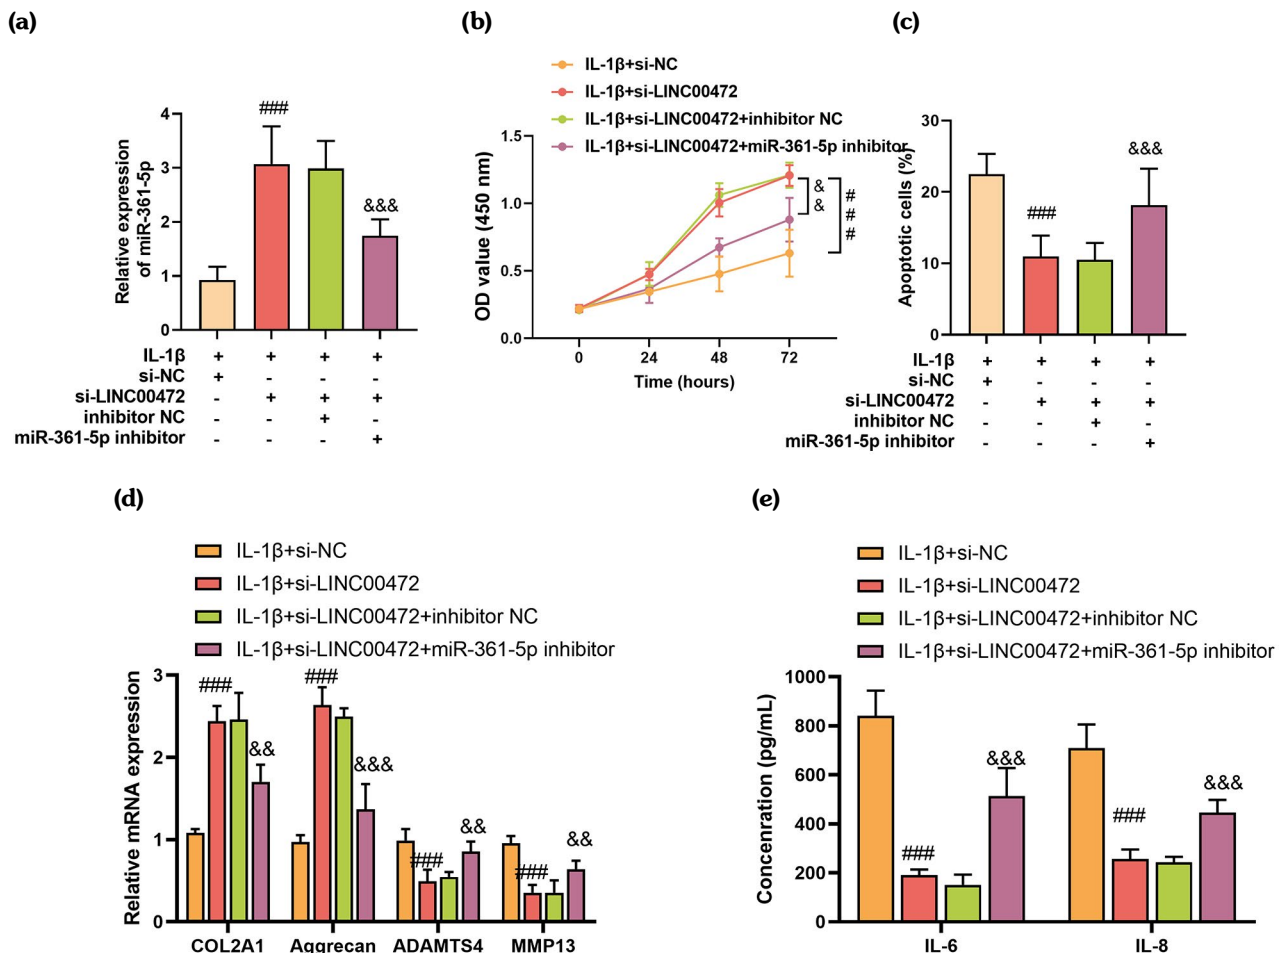 (a)
###
&&&
Relative expression
of miR-361-5p
4
3
2
1
0
IL-1β + + + +
si-NC + - - -
si-LINC00472 - + + +
inhibitor NC - - + -
miR-361-5p inhibitor - - - +
(b)
IL-1β+si-NC
IL-1β+si-LINC00472
IL-1β+si-LINC00472+inhibitor NC
IL-1β+si-LINC00472+miR-361-5p inhibitor
OD value (450 nm)
1.5
1.0
0.5
0.0
&&
###
0 24 48 72
Time (hours)
(c)
Apoptotic cells (%)
30
20
10
0
###
&&&
IL-1β + + + +
si-NC + - - -
si-LINC00472 - + + +
inhibitor NC - - + -
miR-361-5p inhibitor - - - +
(d)
IL-1β+si-NC
IL-1β+si-LINC00472
IL-1β+si-LINC00472+inhibitor NC
IL-1β+si-LINC00472+miR-361-5p inhibitor
Relative mRNA expression
3
2
1
0
###
&&
###
&&&
###
&&
###
&&
COL2A1 Aggrecan ADAMTS4 MMP13
(e)
IL-1β+si-NC
IL-1β+si-LINC00472
IL-1β+si-LINC00472+inhibitor NC
IL-1β+si-LINC00472+miR-361-5p inhibitor
Concenration (pg/mL)
1000
800
600
400
200
0
###
&&&
###
&&&
IL-6 IL-8